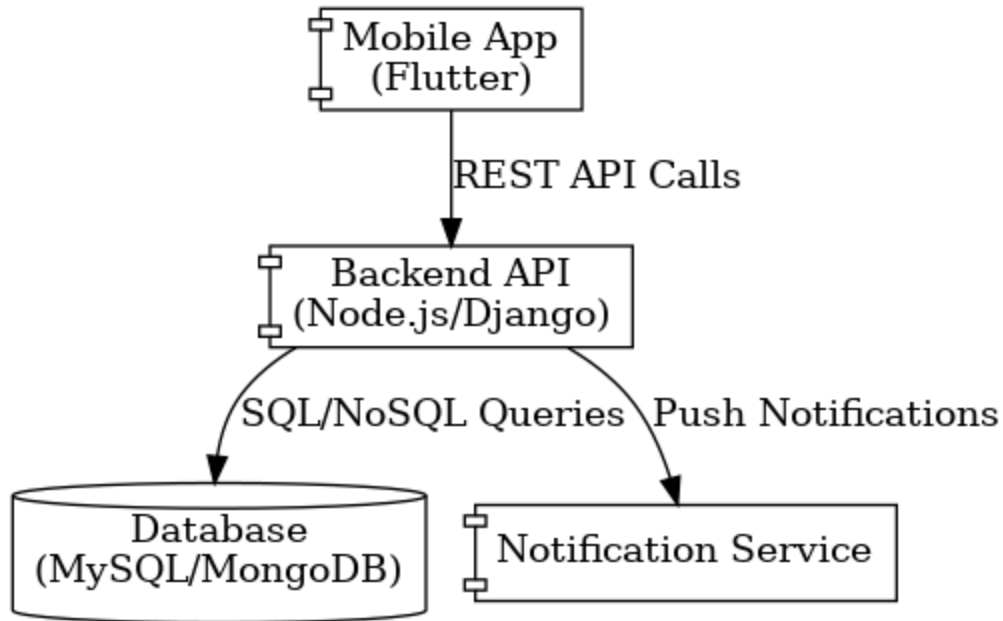 Mobile App
(Flutter)
REST API Calls
Backend API
(Node.js/Django)
SQL/NoSQL Queries
Push Notifications
Database
(MySQL/MongoDB)
Notification Service